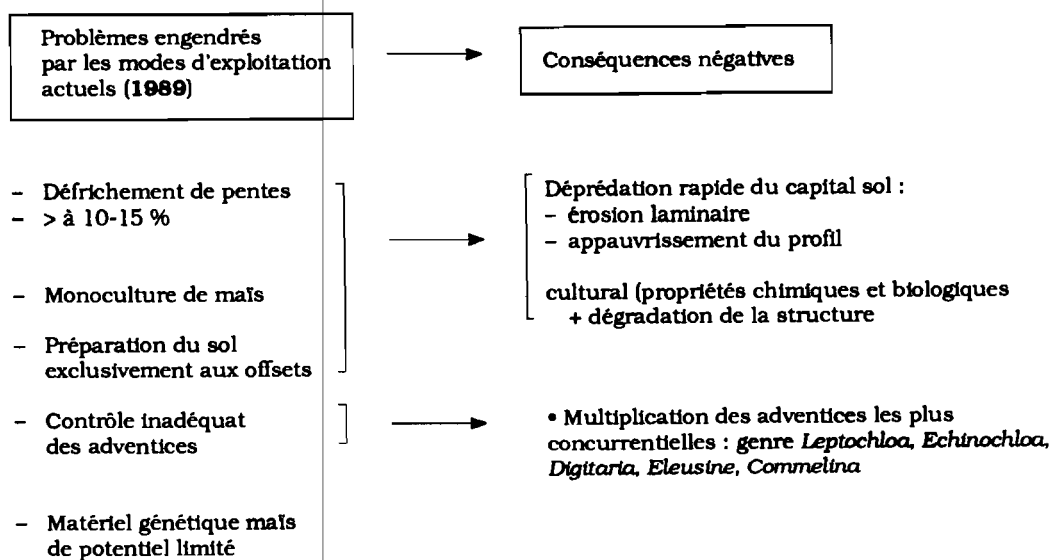 Problèmes engendrés
par les modes d'exploitation
actuels (1989)
Conséquences négatives
– Défrichement de pentes
– > à 10-15 %
– Monoculture de maïs
– Préparation du sol
exclusivement aux offsets
Déprédation rapide du capital sol :
– érosion laminaire
– appauvrissement du profil
cultural (propriétés chimiques et biologiques
+ dégradation de la structure
– Contrôle inadéquat
des adventices
• Multiplication des adventices les plus
concurrentielles : genre Leptochloa, Echinochloa,
Digitaria, Eleusine, Commelina
– Matériel génétique maïs
de potentiel limité